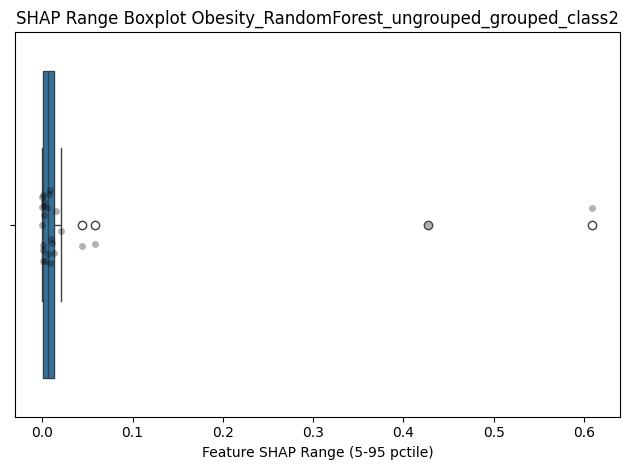 SHAP Range Boxplot Obesity_RandomForest_ungrouped_grouped_class2
0.0 0.1 0.2 0.3 0.4 0.5 0.6
Feature SHAP Range (5-95 pctile)